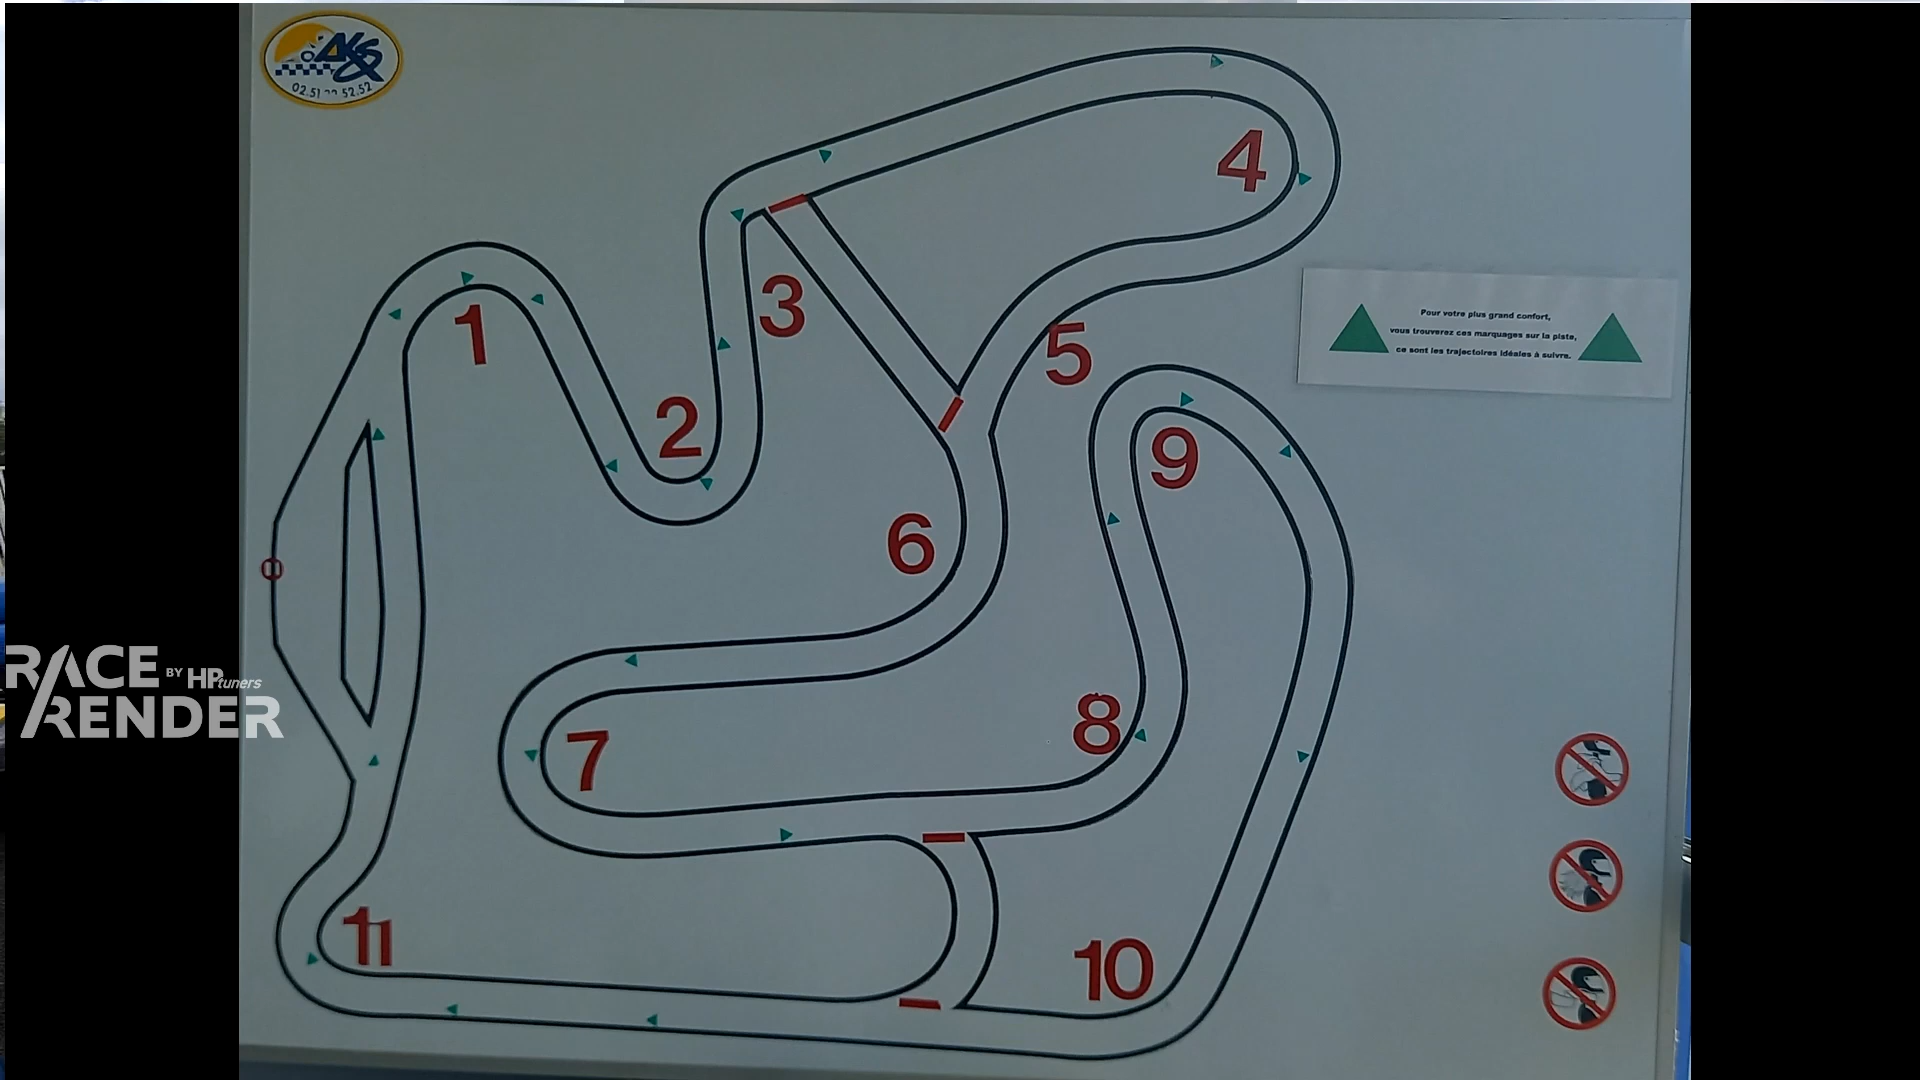 AKS
02.51 52.52
4
3
1
Pour votre plus grand confort,
vous trouverez ces marquages sur la piste,
ce sont les trajectoires idéales à suivre.
5
2
9
6
RACE
BY HP tuners
RENDER
8
7
11
10